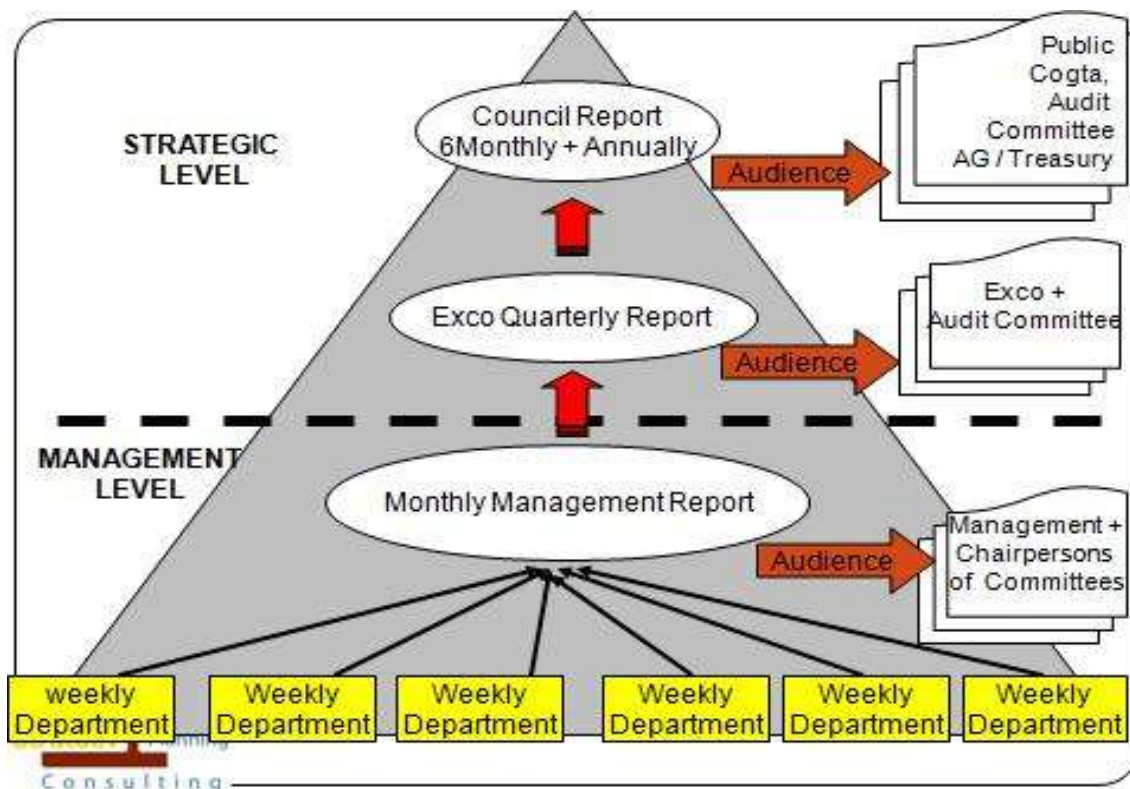 Public
Cogta,
Audit
Committee
AG / Treasury
Council Report
6Monthly + Annually
STRATEGIC
LEVEL
Audience
Exco Quarterly Report
Exco +
Audit Committee
Audience
MANAGEMENT
LEVEL
Monthly Management Report
Management +
Chairpersons
of Committees
Audience
weekly
Department
Weekly
Department
Weekly
Department
Weekly
Department
Weekly
Department
Weekly
Department
Consulting